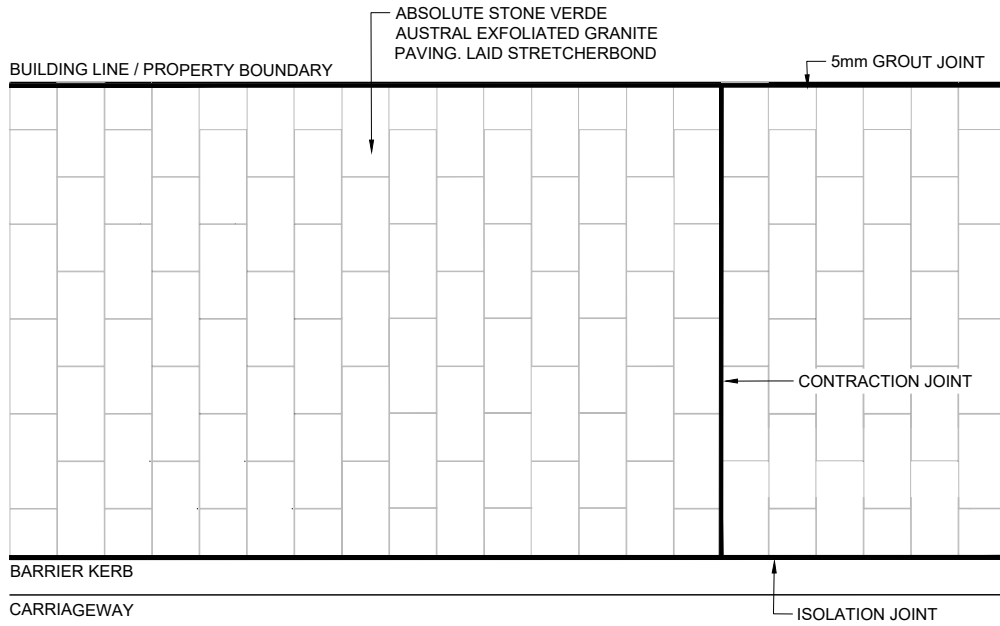 ABSOLUTE STONE VERDE
AUSTRAL EXFOLIATED GRANITE
PAVING. LAID STRETCHERBOND
BUILDING LINE / PROPERTY BOUNDARY
5mm GROUT JOINT
CONTRACTION JOINT
BARRIER KERB
CARRIAGEWAY
ISOLATION JOINT